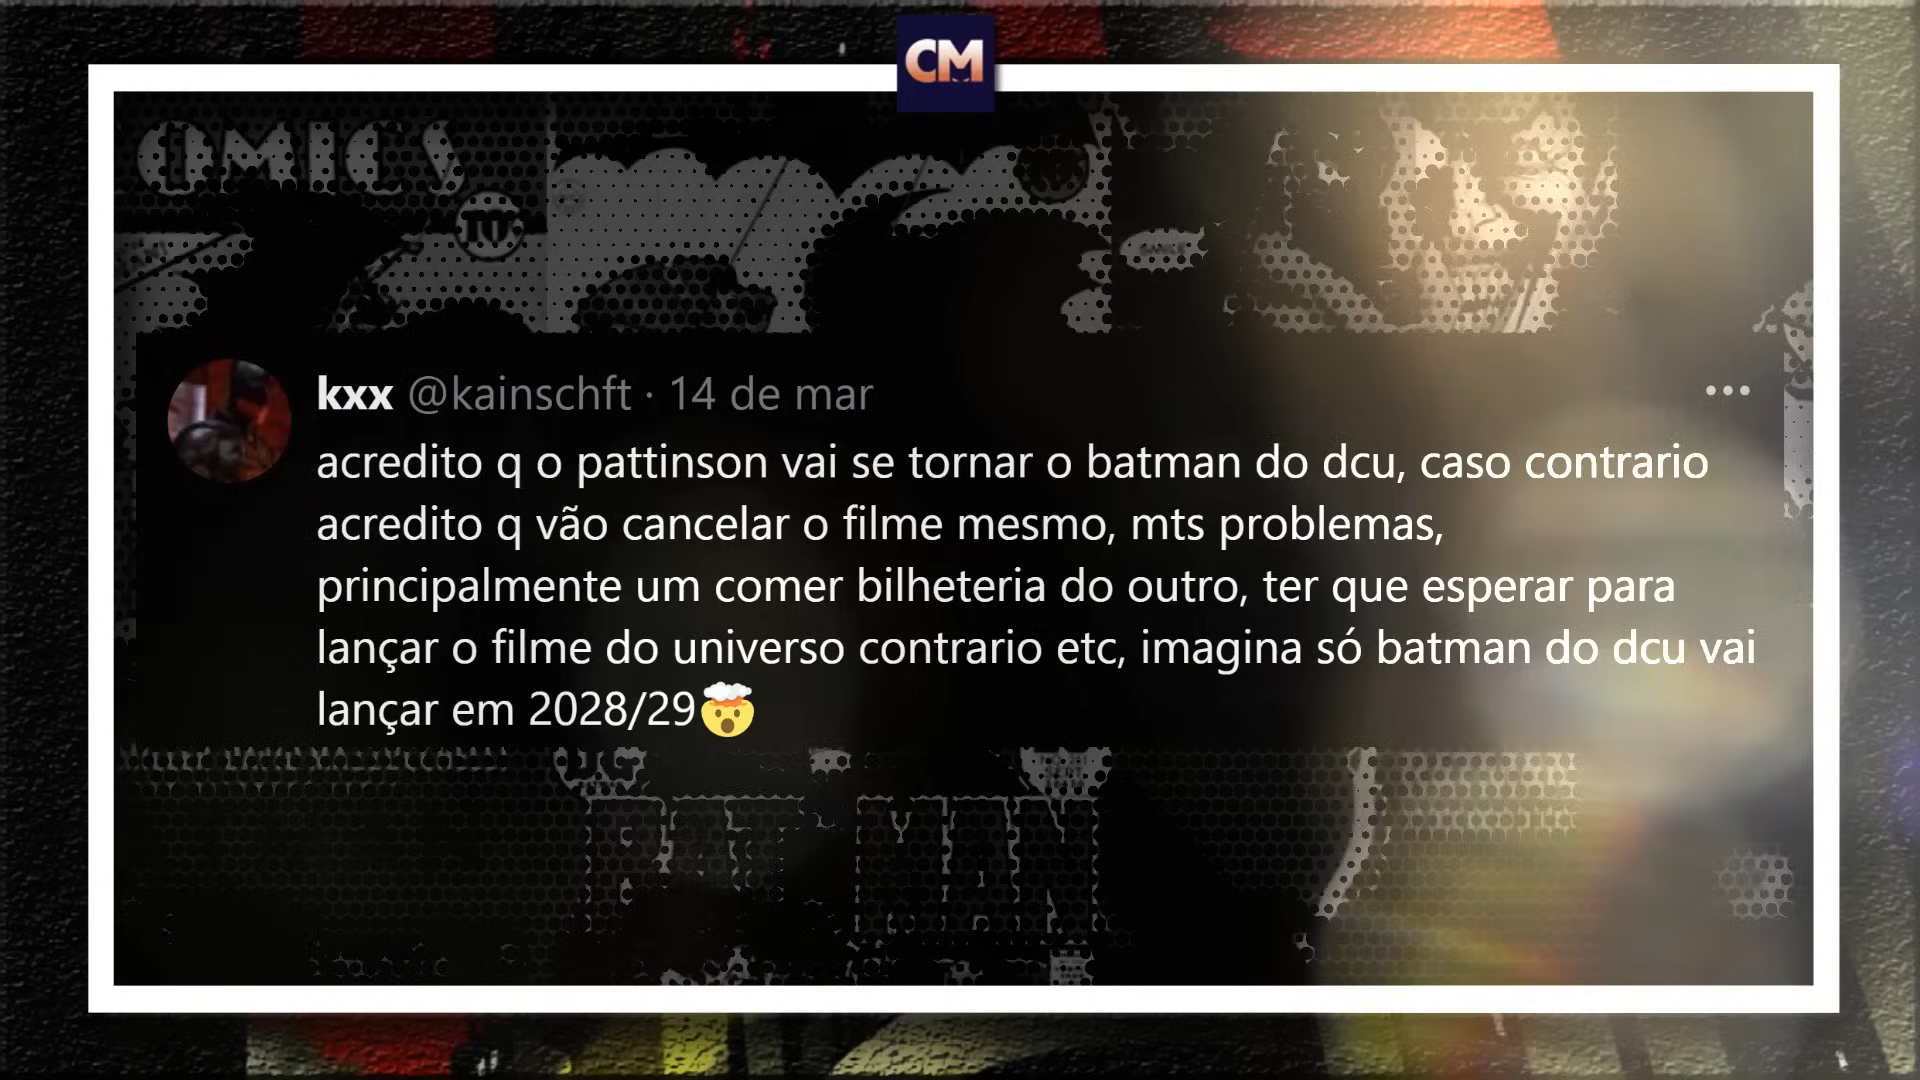 CM
OMICS
kxx @kainschft · 14 de mar
acredito q o pattinson vai se tornar o batman do dcu, caso contrario
acredito q vão cancelar o filme mesmo, mts problemas,
principalmente um comer bilheteria do outro, ter que esperar para
lançar o filme do universo contrario etc, imagina só batman do dcu vai
lançar em 2028/29🤯